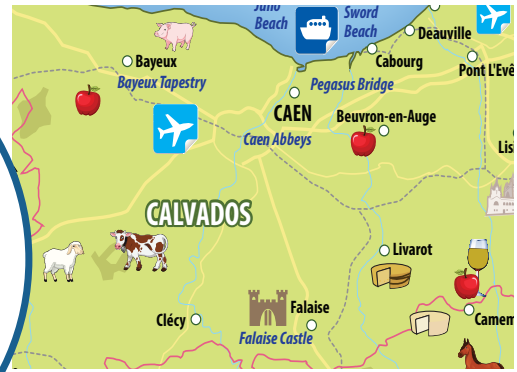 Juno
Beach
Sword
Beach
Deauville
Bayeux
Bayeux Tapestry
Cabourg
Pont L'Evê
Pegasus Bridge
CAEN
Beuvron-en-Auge
Caen Abbeys
Lisi
CALVADOS
Livarot
Falaise
Clécy
Falaise Castle
Camem